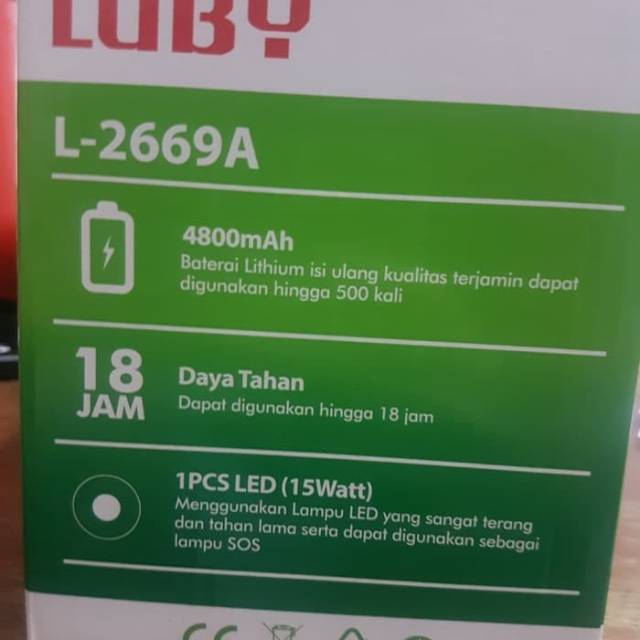 LUBY
L-2669A
4800mAh
Baterai Lithium isi ulang kualitas terjamin dapat
digunakan hingga 500 kali
18
JAM
Daya Tahan
Dapat digunakan hingga 18 jam
1PCS LED (15Watt)
Menggunakan Lampu LED yang sangat terang
dan tahan lama serta dapat digunakan sebagai
lampu SOS